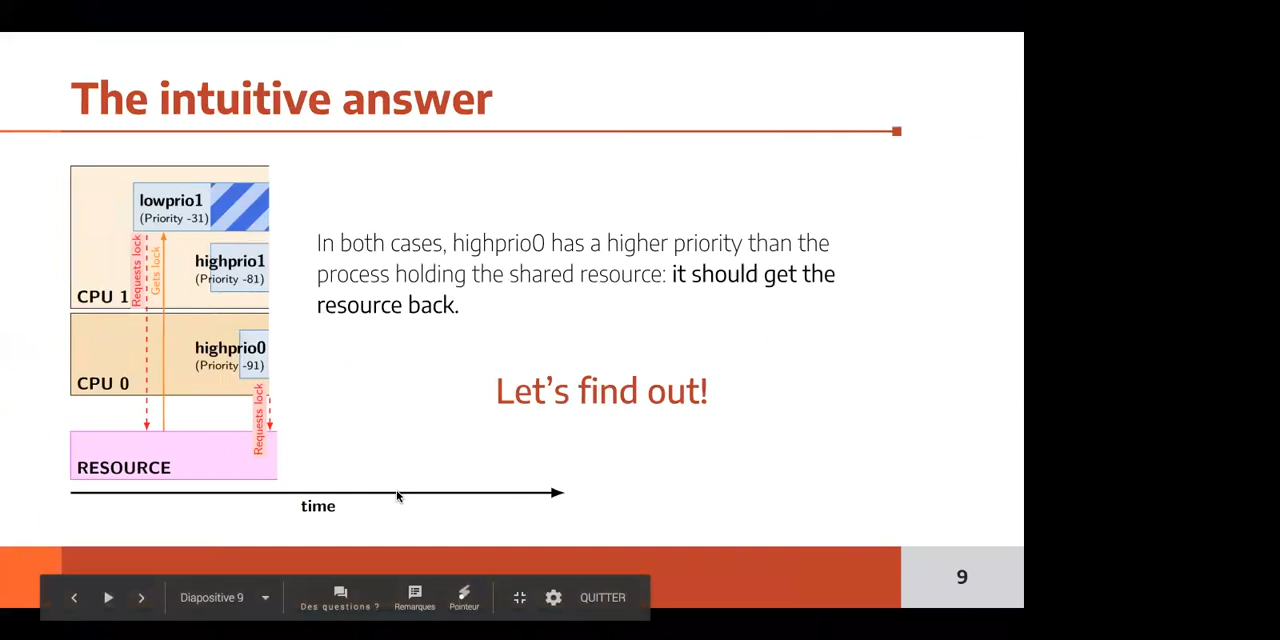 The intuitive answer
lowprio1
(Priority -31)
Requests lock
Gets lock
highprio1
(Priority -81)
CPU 1
highprio0
(Priority -91)
CPU 0
Requests lock
RESOURCE
time
In both cases, highprio0 has a higher priority than the
process holding the shared resource: it should get the
resource back.
Let’s find out!
9
Diapositive 9
Des questions ?
Remarques
Pointeur
QUITTER